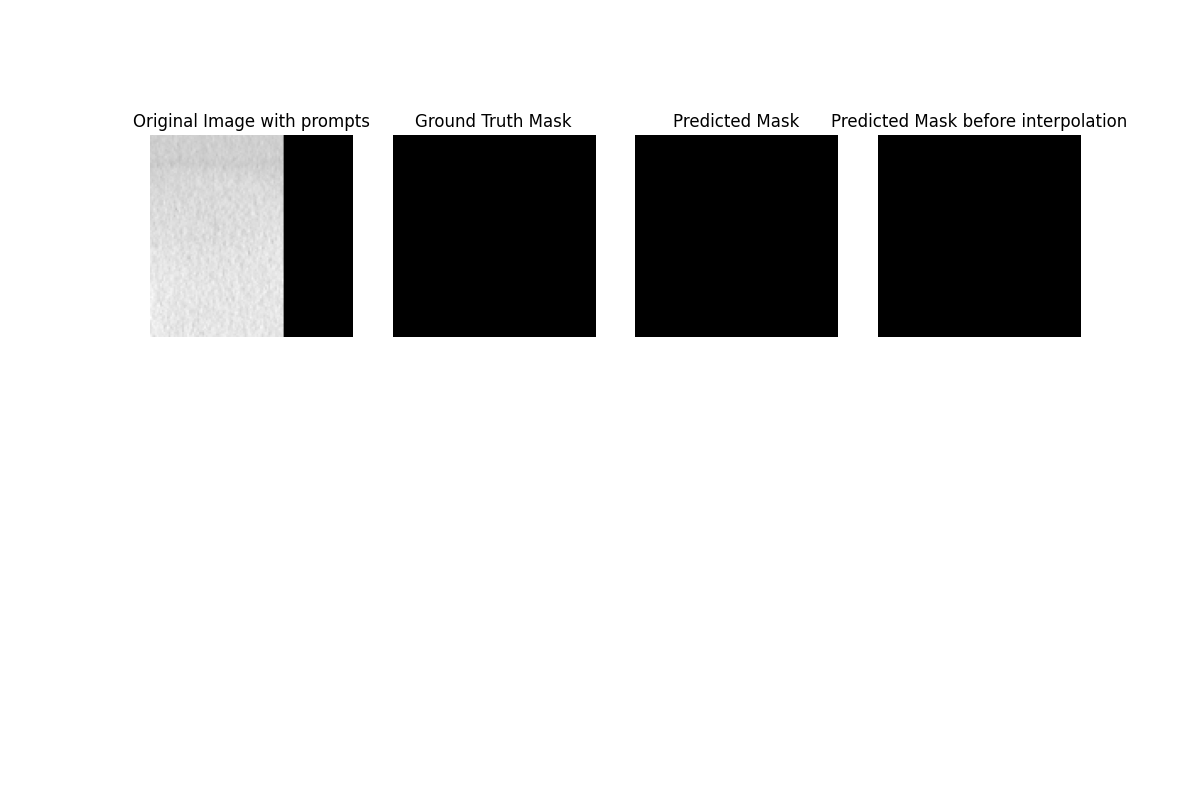 Original Image with prompts
Ground Truth Mask
Predicted Mask
Predicted Mask before interpolation